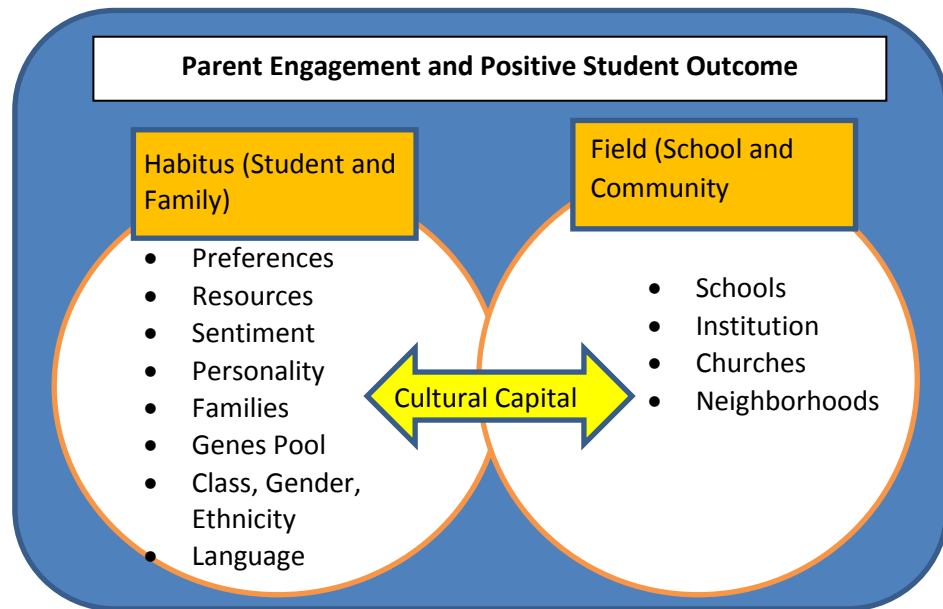 Parent Engagement and Positive Student Outcome
Habitus (Student and
Family)
• Preferences
• Resources
• Sentiment
• Personality
• Families
• Genes Pool
• Class, Gender,
Ethnicity
• Language
Cultural Capital
Field (School and
Community
• Schools
• Institution
• Churches
• Neighborhoods